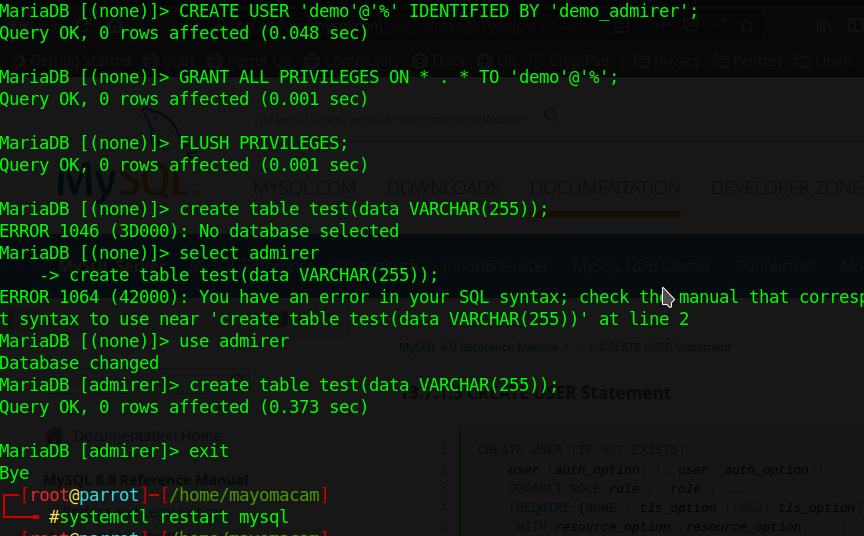 MariaDB [(none)]> CREATE USER 'demo'@'%' IDENTIFIED BY 'demo_admirer';
Query OK, 0 rows affected (0.048 sec)
MariaDB [(none)]> GRANT ALL PRIVILEGES ON * . * TO 'demo'@'%';
Query OK, 0 rows affected (0.001 sec)
MariaDB [(none)]> FLUSH PRIVILEGES;
Query OK, 0 rows affected (0.001 sec)
MariaDB [(none)]> create table test(data VARCHAR(255));
ERROR 1046 (3D000): No database selected
MariaDB [(none)]> select admirer
    -> create table test(data VARCHAR(255));
ERROR 1064 (42000): You have an error in your SQL syntax; check the manual that corresp
t syntax to use near 'create table test(data VARCHAR(255))' at line 2
MariaDB [(none)]> use admirer
Database changed
MariaDB [admirer]> create table test(data VARCHAR(255));
Query OK, 0 rows affected (0.373 sec)
MariaDB [admirer]> exit
Bye
[root@parrot]─[/home/mayomacam]
#systemctl restart mysql
Getting Started Start Parrot OS Community Docs Git CryptPad Privacy Pentest Learn
The world's most popular open source database
MySQL
MYSQL.COM DOWNLOADS DOCUMENTATION DEVELOPER ZONE
InnoDB Cluster MySQL NDB Cluster Connectors
MySQL 8.0 Reference Manual / ... / CREATE USER Statement
13.7.1.3 CREATE USER Statement
Documentation Home
MySQL 8.0 Reference Manual
1 CREATE USER [IF NOT EXISTS]
2 user [auth_option] [, user [auth_option]] ...
3 DEFAULT ROLE role [, role ] ...
4 [REQUIRE {NONE | tls_option [[AND] tls_option]
5 [WITH resource_option [resource_option] ...]